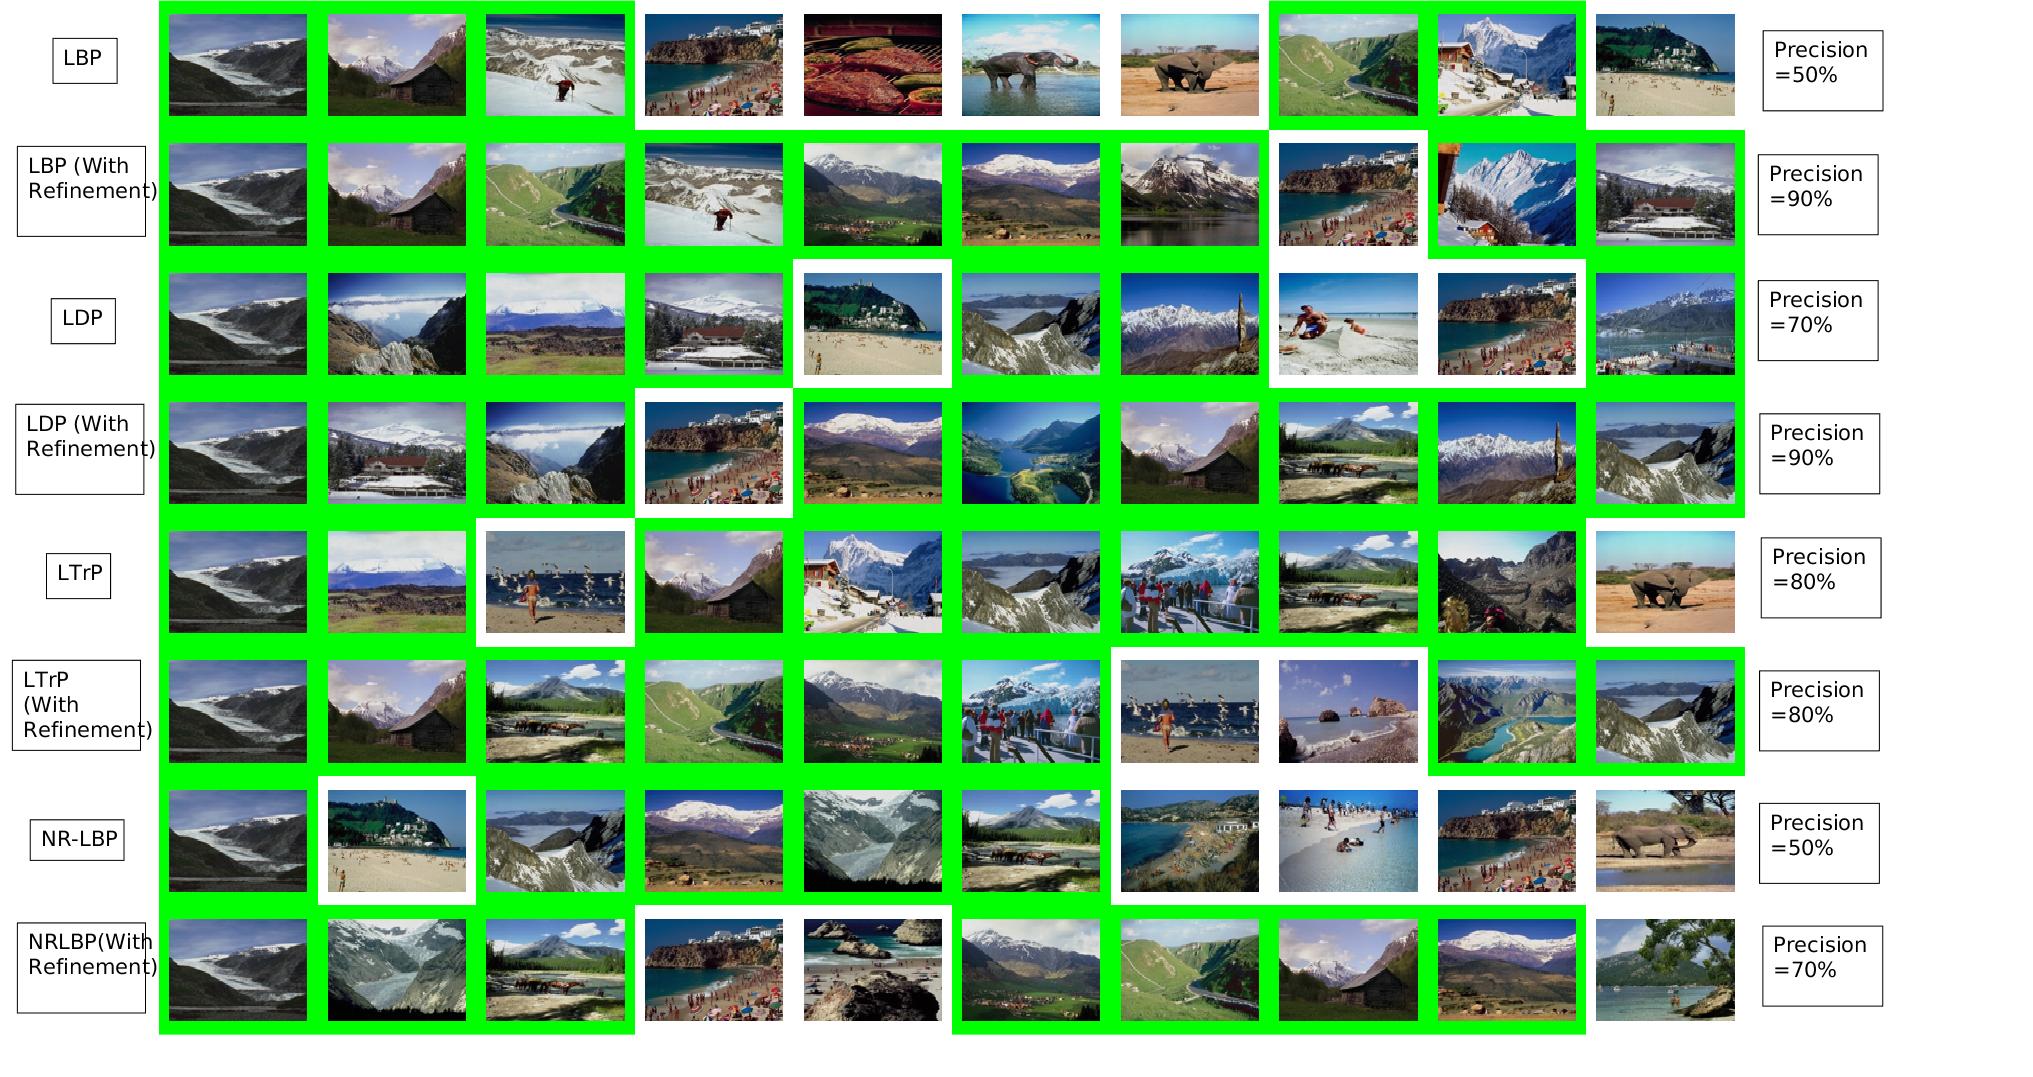 LBP
Precision
=50%
LBP (With
Refinement)
Precision
=90%
LDP
Precision
=70%
LDP (With
Refinement)
Precision
=90%
LTrP
Precision
=80%
LTrP
(With
Refinement)
Precision
=80%
NR-LBP
Precision
=50%
NRLBP(With
Refinement)
Precision
=70%